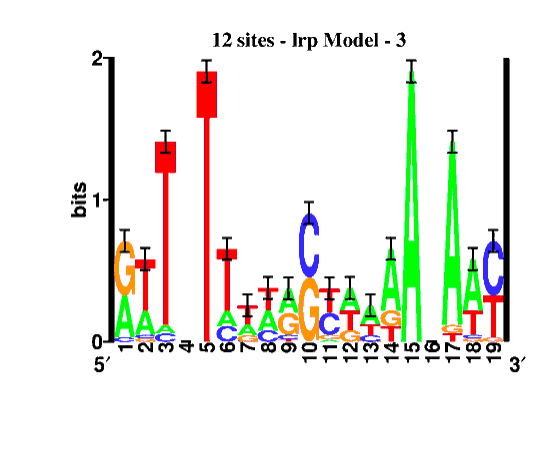 12 sites - lrp Model - 3
2
1
0
bits
5′
1 2 3 4 5 6 7 8 9 10 11 12 13 14 15 16 17 18 19
3′
G A C
T A G C
T A C
T
T A C
T A G
T A C
A G C
C G
T C G A
A T G
A T C
A G T
A
A G T
A T C G
C T G